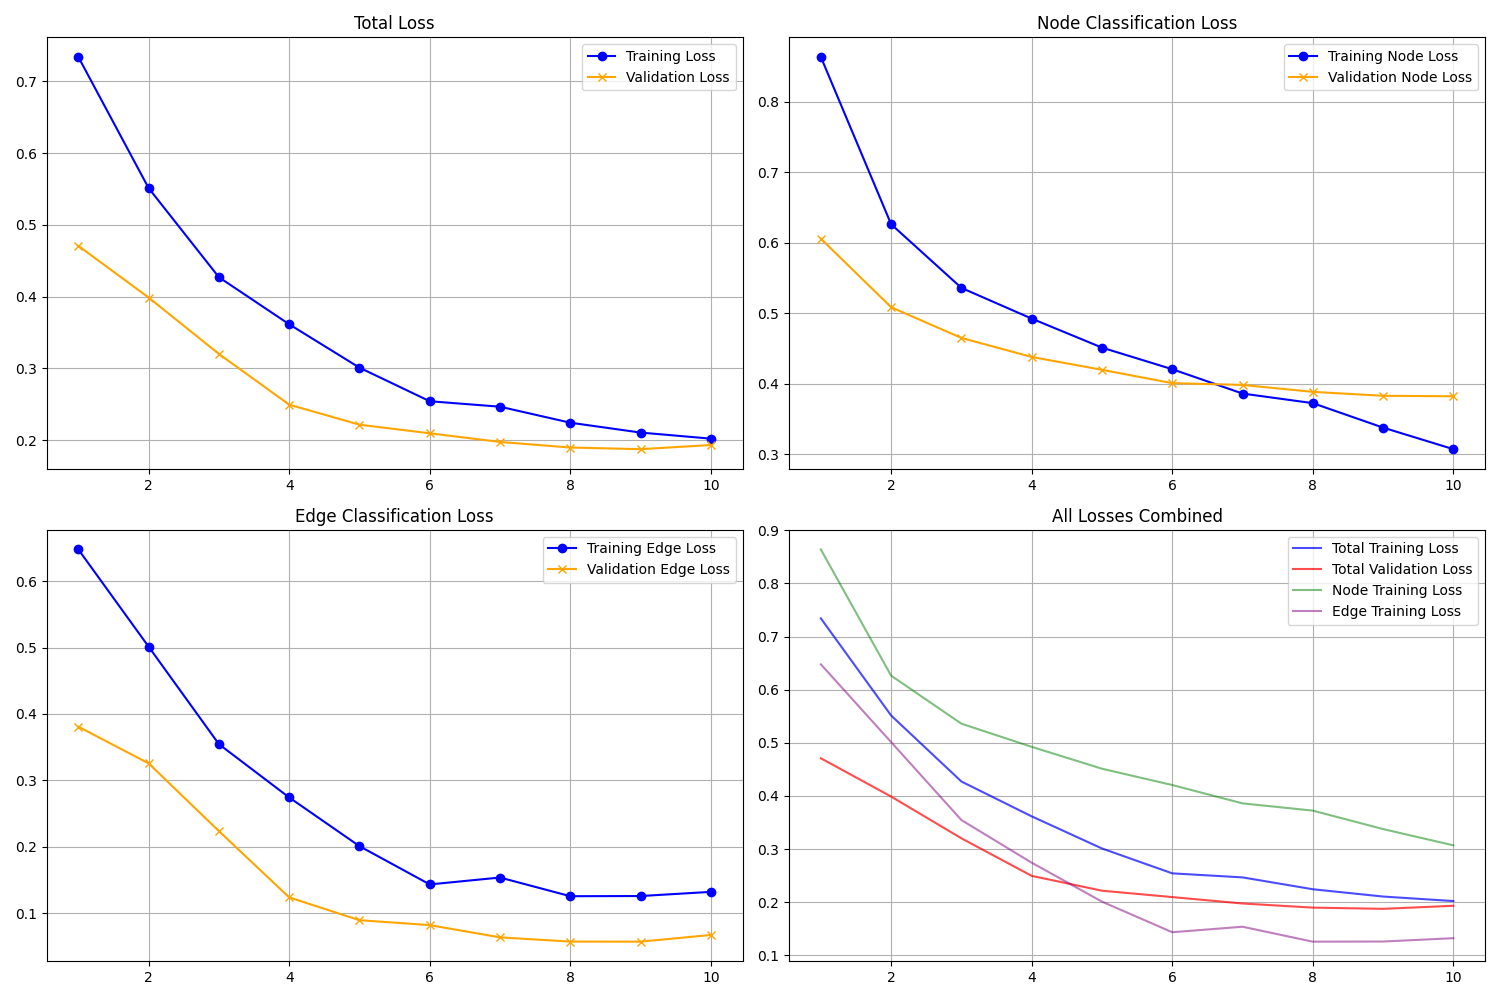 Total Loss
Training Loss
Validation Loss
0.7
0.6
0.5
0.4
0.3
0.2
2 4 6 8 10
Node Classification Loss
Training Node Loss
Validation Node Loss
0.8
0.7
0.6
0.5
0.4
0.3
2 4 6 8 10
Edge Classification Loss
Training Edge Loss
Validation Edge Loss
0.6
0.5
0.4
0.3
0.2
0.1
2 4 6 8 10
All Losses Combined
Total Training Loss
Total Validation Loss
Node Training Loss
Edge Training Loss
0.9
0.8
0.7
0.6
0.5
0.4
0.3
0.2
0.1
2 4 6 8 10